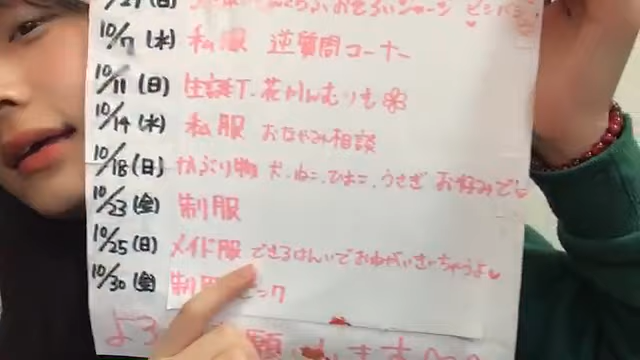 10/7(水) 私服 逆質問コーナー
10/11(日) 生誕T.花かんむりも
10/14(水) 私服 おなやみ相談
10/18(日) かぶり物 犬.ねこ.ひよこ.うさぎ お好みで
10/23(金) 制服
10/25(日) メイド服 できるはんいでおねがいきいちゃうよ♥
10/30(金) 制